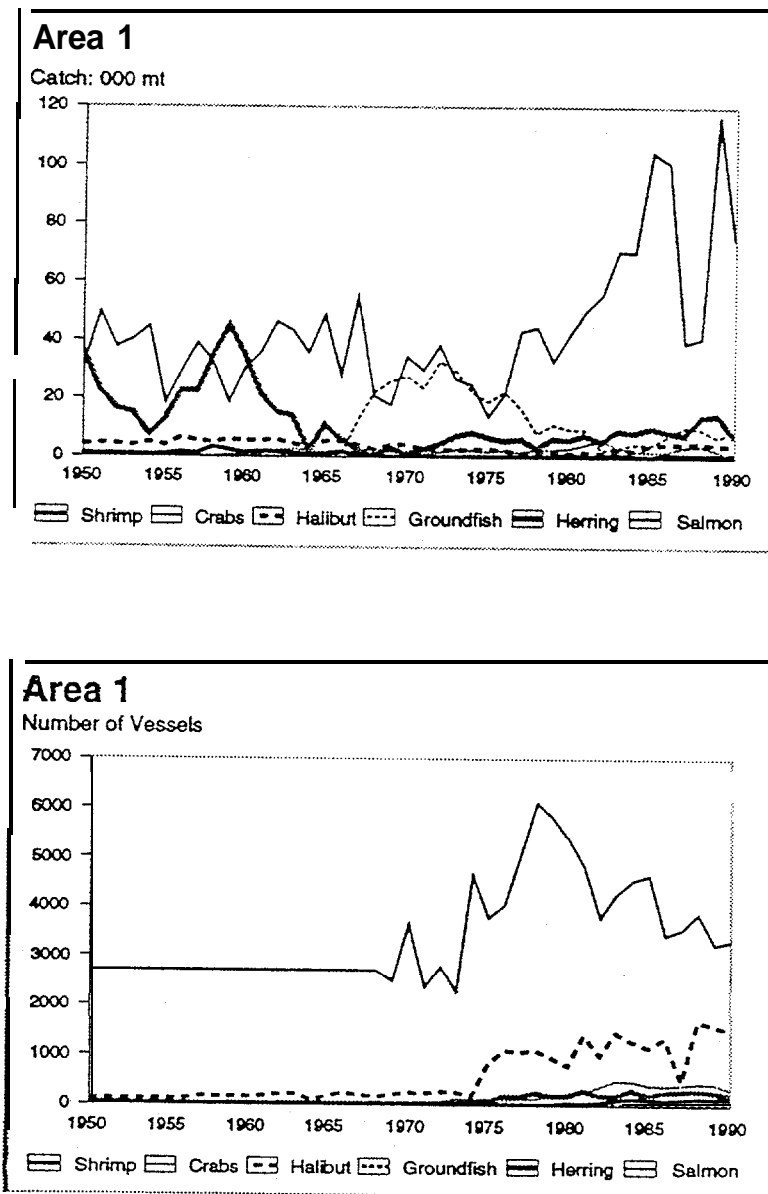 Area 1
Catch: 000 mt
120
100
80
60
40
20
0
1950 1955 1960 1965 1970 1975 1980 1985 1990
Shrimp Crabs Halibut Groundfish Herring Salmon
Area 1
Number of Vessels
7000
6000
5000
4000
3000
2000
1000
0
1950 1955 1960 1965 1970 1975 1980 1985 1990
Shrimp Crabs Halibut Groundfish Herring Salmon